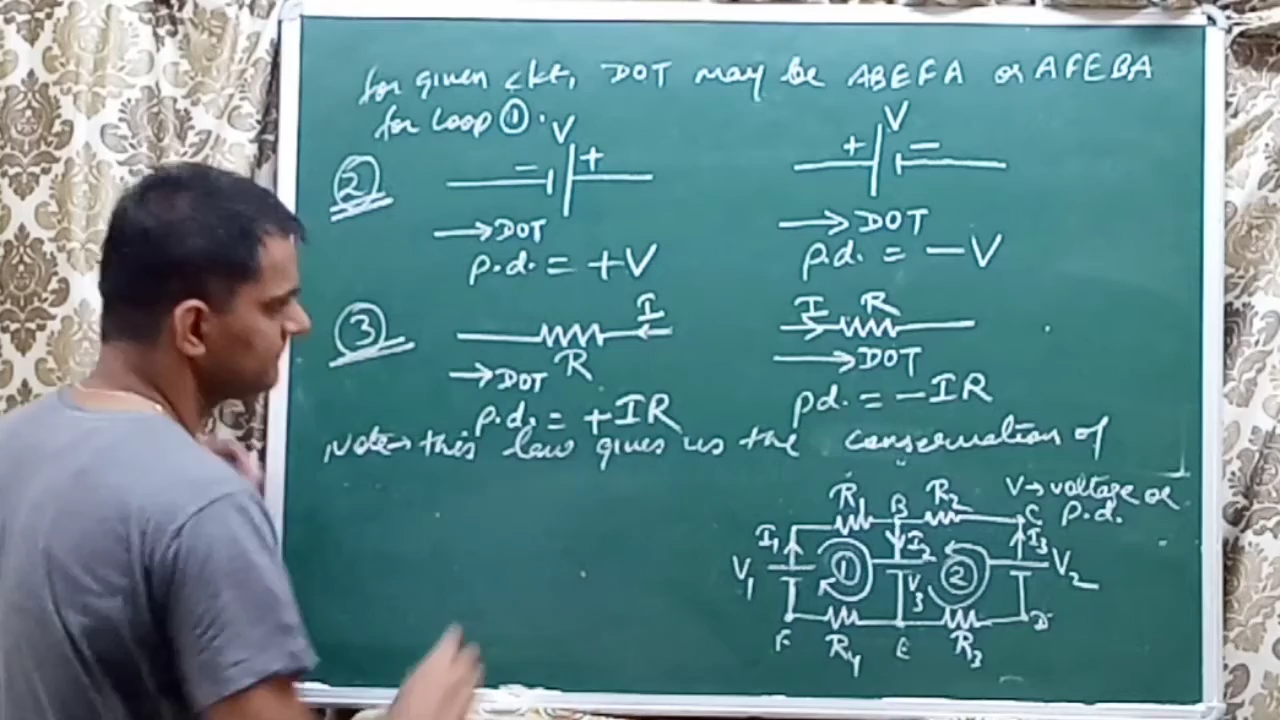 for given ckt, DOT may be ABEFA or AFEBA
for Loop ①.
② V - + V + -
→ DOT → DOT
p.d. = +V p.d. = -V
③ I R I R
→ DOT → DOT
p.d. = +IR pd. = -IR
Note→ this law gives us the conservation of
V→ voltage or
p.d.
R1 B R2 C
I1 I2 I3
V1 ① V3 ② V2
F R4 E R3 D